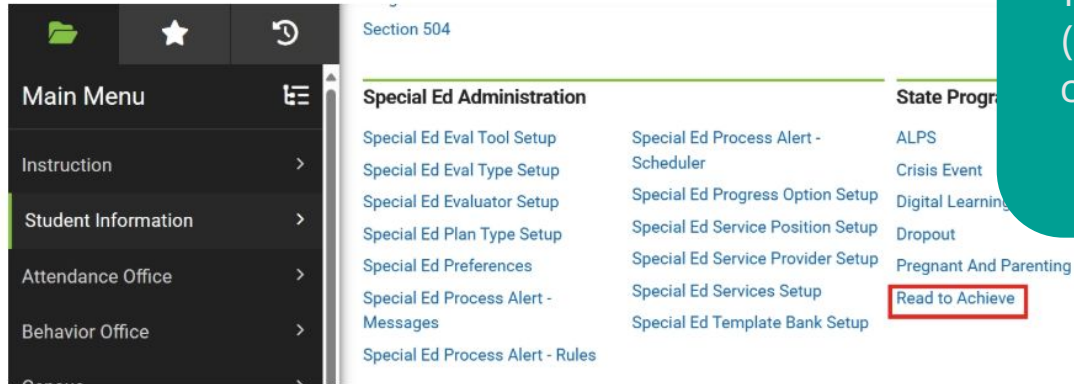 Section 504
Main Menu
Instruction
Student Information
Attendance Office
Behavior Office
Special Ed Administration
Special Ed Eval Tool Setup
Special Ed Eval Type Setup
Special Ed Evaluator Setup
Special Ed Plan Type Setup
Special Ed Preferences
Special Ed Process Alert -
Messages
Special Ed Process Alert - Rules
Special Ed Process Alert -
Scheduler
Special Ed Progress Option Setup
Special Ed Service Position Setup
Special Ed Service Provider Setup
Special Ed Services Setup
Special Ed Template Bank Setup
State
ALPS
Crisis Event
Digital Learning
Dropout
Pregnant And Parenting
Read to Achieve